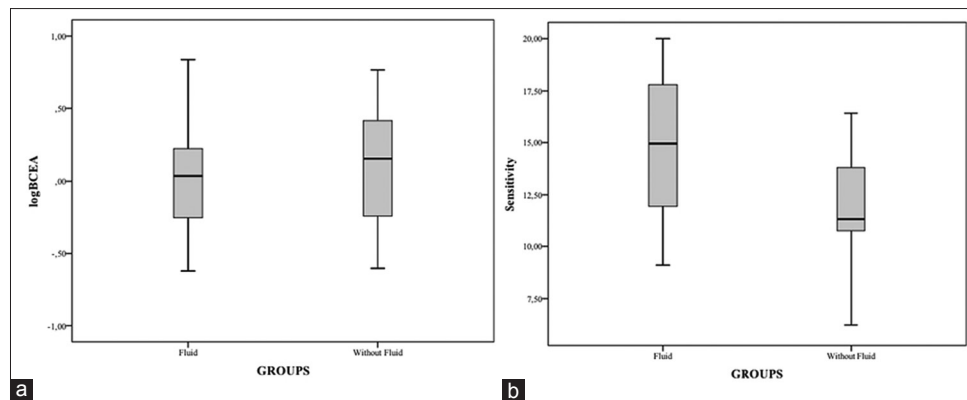 1,00
,50
,00
-,50
-1,00
logBCEA
Fluid
Without Fluid
GROUPS
a
20,00
17,50
15,00
12,50
10,00
7,50
Sensitivity
Fluid
Without Fluid
GROUPS
b